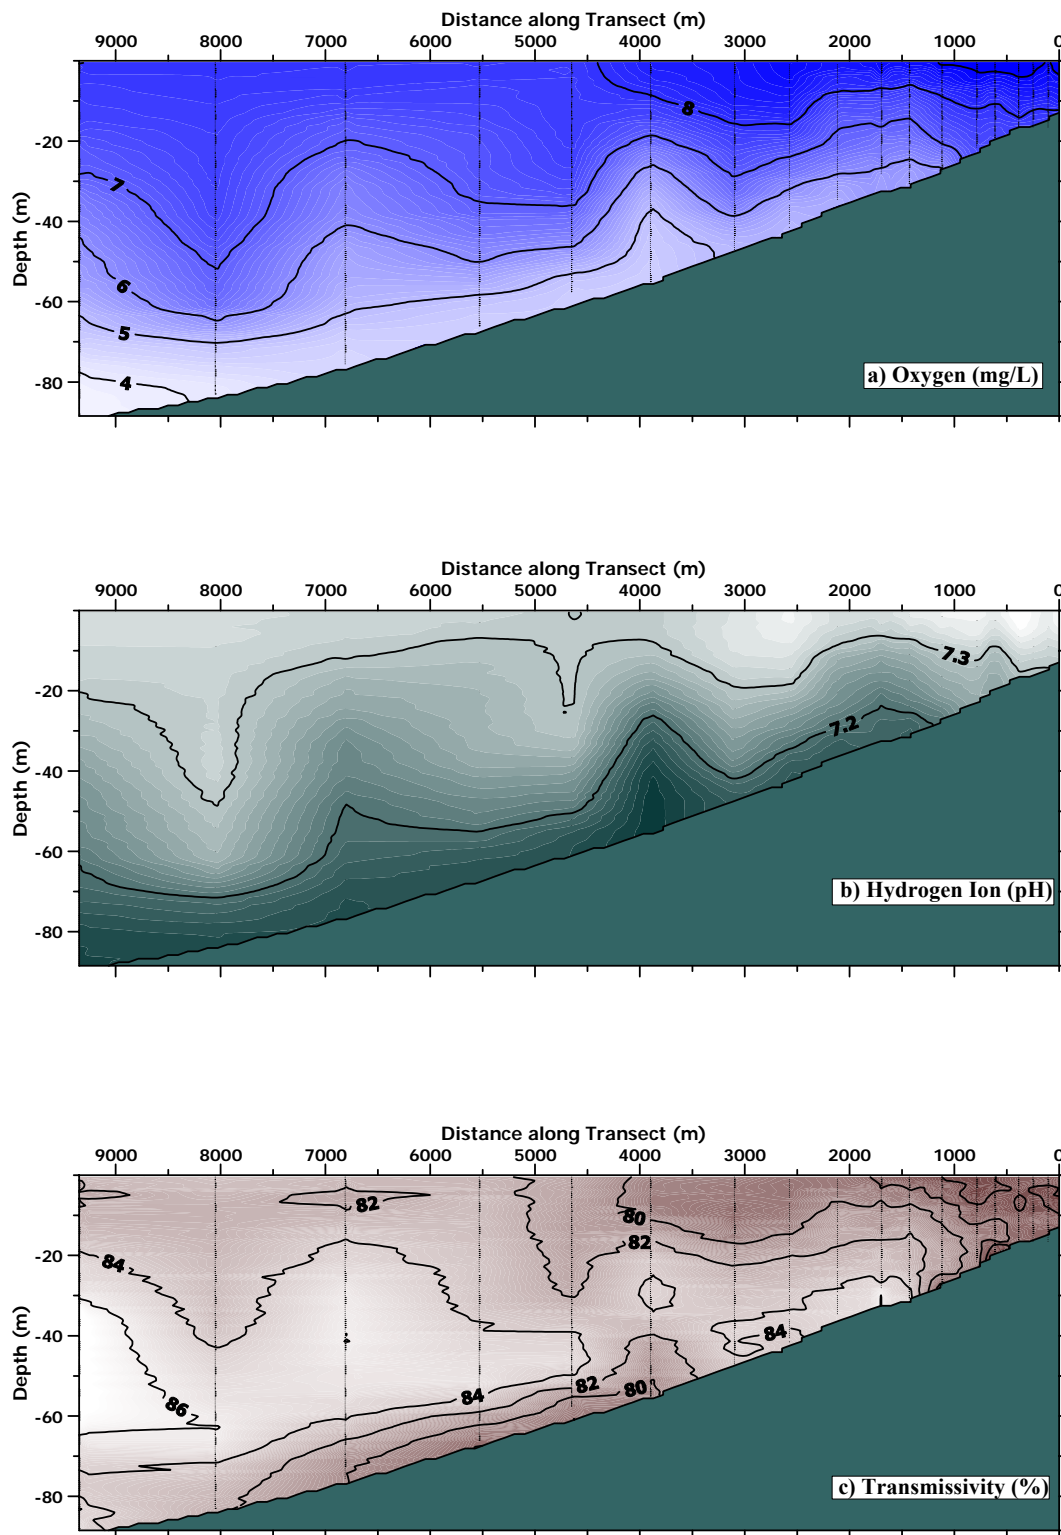 Distance along Transect (m)
9000 8000 7000 6000 5000 4000 3000 2000 1000 0
Depth (m)
-20
-40
-60
-80
8
7
6
5
4
a) Oxygen (mg/L)
Distance along Transect (m)
9000 8000 7000 6000 5000 4000 3000 2000 1000 0
Depth (m)
-20
-40
-60
-80
7.3
7.2
b) Hydrogen Ion (pH)
Distance along Transect (m)
9000 8000 7000 6000 5000 4000 3000 2000 1000 0
Depth (m)
-20
-40
-60
-80
82
80
82
84
84
86
84
82
80
c) Transmissivity (%)